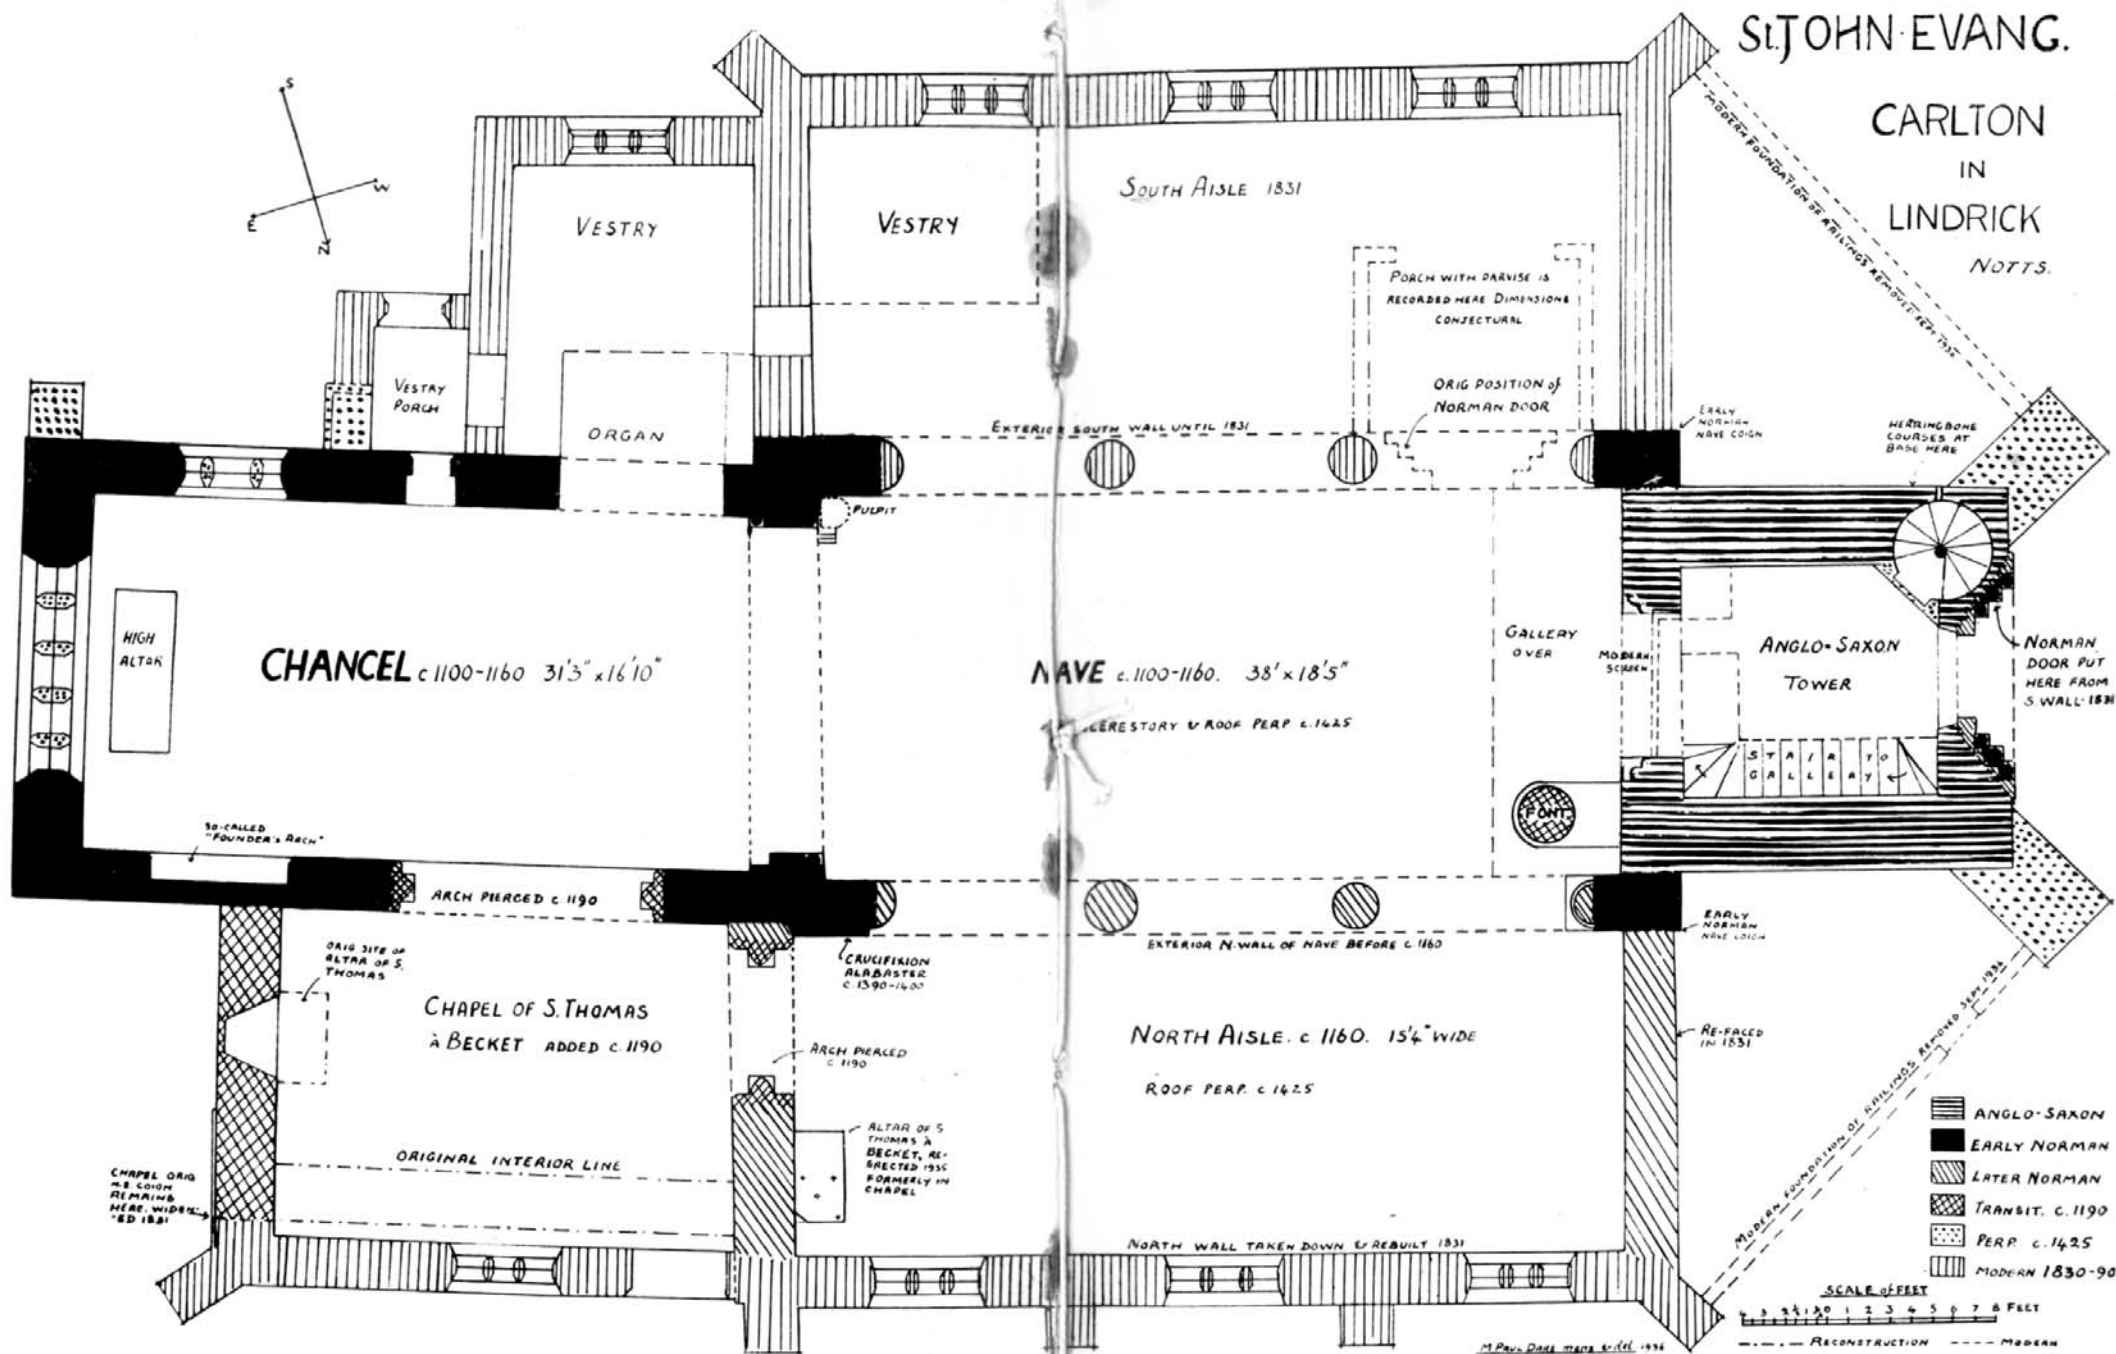 St. JOHN·EVANG.
CARLTON
IN
LINDRICK
NOTTS.
S
W
E
N
MODERN FOUNDATION OF RAILINGS REMOVED SEPT 1936
VESTRY
VESTRY
SOUTH AISLE 1831
PORCH WITH PARVISE IS
RECORDED HERE DIMENSIONS
CONJECTURAL
VESTRY
PORCH
ORGAN
ORIG POSITION of
NORMAN DOOR
EXTERIOR SOUTH WALL UNTIL 1831
EARLY
NORMAN
NAVE COIGN
HERRINGBONE
COURSES AT
BASE HERE
PULPIT
HIGH
ALTAR
CHANCEL c 1100-1160 31'3" x 16'10"
NAVE c.1100-1160. 38' x 18'5"
CLERESTORY & ROOF PERP c.1425
GALLERY
OVER
MODERN
SCREEN
ANGLO-SAXON
TOWER
NORMAN
DOOR PUT
HERE FROM
S. WALL 1831
STAIR TO
GALLERY
FONT
SO-CALLED
"FOUNDER'S ARCH"
ARCH PIERCED c. 1190
EXTERIOR N. WALL OF NAVE BEFORE c. 1160
EARLY
NORMAN
NAVE COIGN
ORIG SITE OF
ALTAR OF S.
THOMAS
CRUCIFIXION
ALABASTER
c. 1390-1400
CHAPEL OF S. THOMAS
à BECKET ADDED c. 1190
ARCH PIERCED
c. 1190
NORTH AISLE. c 1160. 15'4" WIDE
ROOF PERP. c 1425
RE-FACED
IN 1831
MODERN FOUNDATION OF RAILINGS REMOVED SEPT 1936
ALTAR OF S
THOMAS À
BECKET, RE-
ERECTED 1935
FORMERLY IN
CHAPEL
ORIGINAL INTERIOR LINE
CHAPEL ORIG
N.E. COIGN
REMAINS
HERE. WIDEN-
-ED 1831
NORTH WALL TAKEN DOWN & REBUILT 1831
ANGLO-SAXON
EARLY NORMAN
LATER NORMAN
TRANSIT. C. 1190
PERP. c. 1425
MODERN 1830-90
SCALE of FEET
1 2 3 4 5 6 7 8 FEET
RECONSTRUCTION MODERN
M PAUL DARE mens & del. 1936